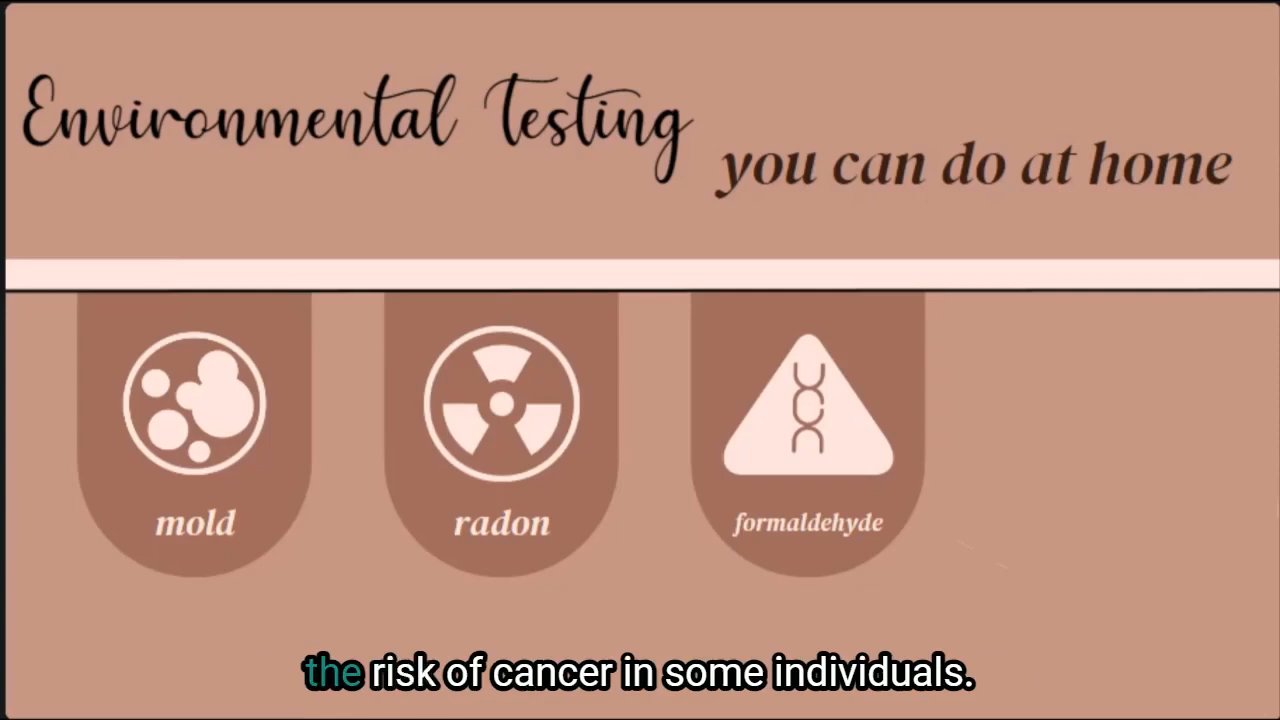 Environmental Testing
you can do at home
mold
radon
formaldehyde
the risk of cancer in some individuals.